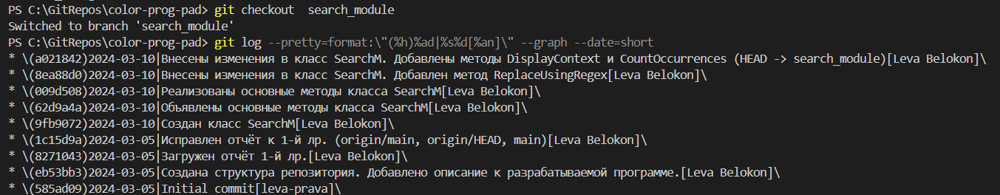 PS C:\GitRepos\color-prog-pad> git checkout  search_module
Switched to branch 'search_module'
PS C:\GitRepos\color-prog-pad> git log --pretty=format:\"(%h)%ad|%s%d[%an]\" --graph --date=short
* \(a021842)2024-03-10|Внесены изменения в класс SearchM. Добавлены методы DisplayContext и CountOccurrences (HEAD -> search_module)[Leva Belokon]\
* \(8ea88d0)2024-03-10|Внесены изменения в класс SearchM. Добавлен метод ReplaceUsingRegex[Leva Belokon]\
* \(009d508)2024-03-10|Реализованы основные методы класса SearchM[Leva Belokon]\
* \(62d9a4a)2024-03-10|Объявлены основные методы класса SearchM[Leva Belokon]\
* \(9fb9072)2024-03-10|Создан класс SearchM[Leva Belokon]\
* \(1c15d9a)2024-03-05|Исправлен отчёт к 1-й лр. (origin/main, origin/HEAD, main)[Leva Belokon]\
* \(8271043)2024-03-05|Загружен отчёт 1-й лр.[Leva Belokon]\
* \(eb53bb3)2024-03-05|Создана структура репозитория. Добавлено описание к разрабатываемой программе.[Leva Belokon]\
* \(585ad09)2024-03-05|Initial commit[leva-prava]\